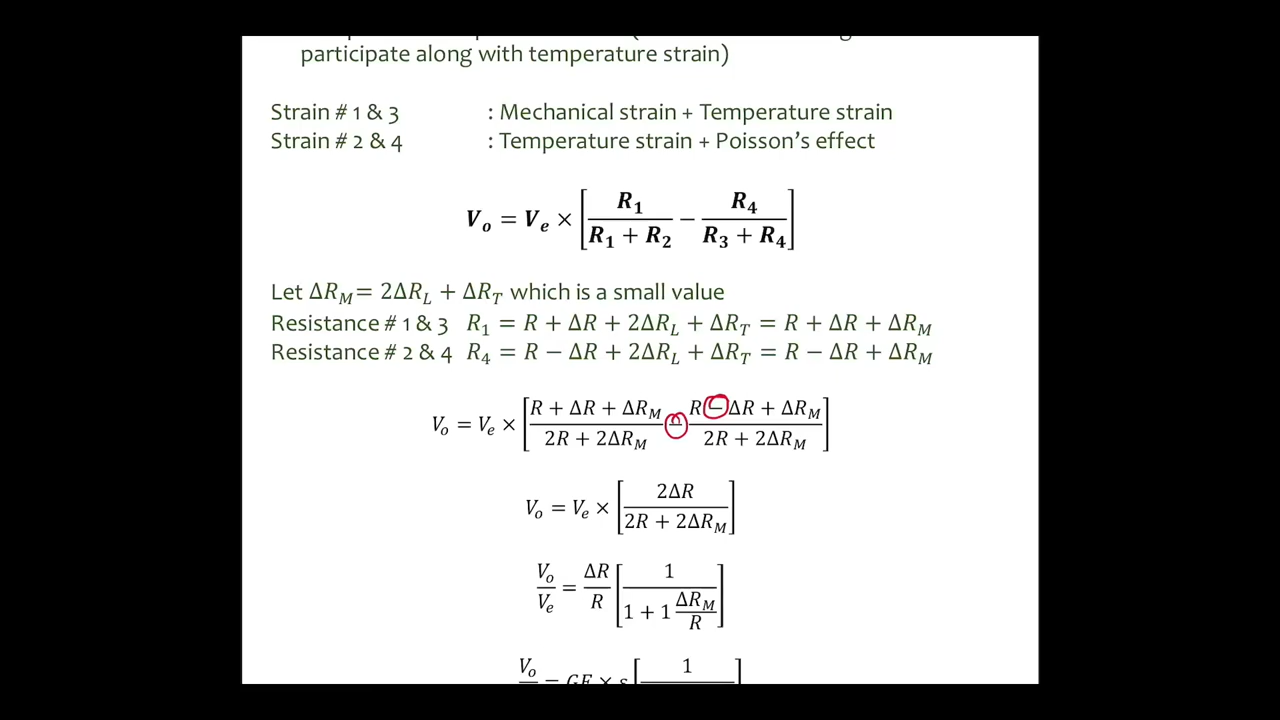 participate along with temperature strain)
Strain # 1 & 3 : Mechanical strain + Temperature strain
Strain # 2 & 4 : Temperature strain + Poisson's effect
V_o = V_e × [R_1 / (R_1 + R_2) − R_4 / (R_3 + R_4)]
Let ΔR_M = 2ΔR_L + ΔR_T which is a small value
Resistance # 1 & 3 R_1 = R + ΔR + 2ΔR_L + ΔR_T = R + ΔR + ΔR_M
Resistance # 2 & 4 R_4 = R − ΔR + 2ΔR_L + ΔR_T = R − ΔR + ΔR_M
V_o = V_e × [(R + ΔR + ΔR_M) / (2R + 2ΔR_M) − (R − ΔR + ΔR_M) / (2R + 2ΔR_M)]
V_o = V_e × [2ΔR / (2R + 2ΔR_M)]
V_o / V_e = ΔR / R [1 / (1 + 1 ΔR_M / R)]
V_o = GF × ε [1